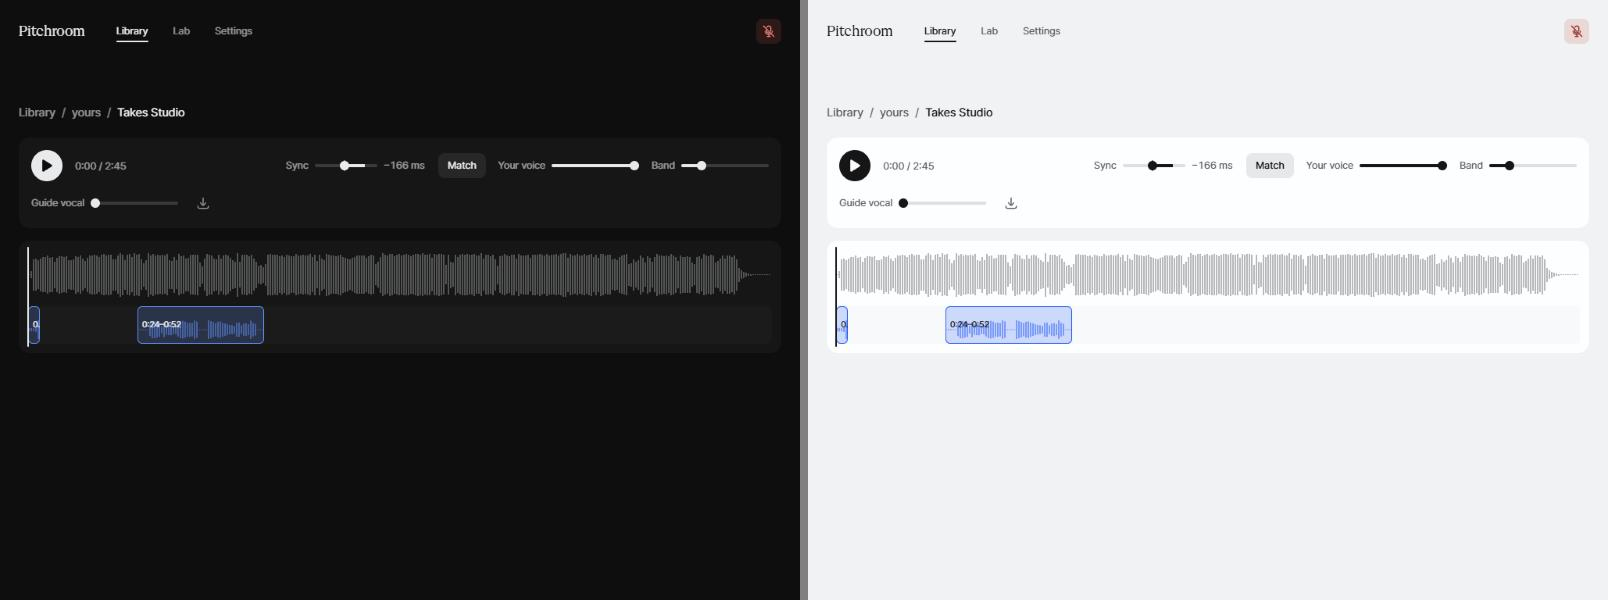 Pitchroom Library Lab Settings
Library / yours / Takes Studio
0:00 / 2:45 Sync −166 ms Match Your voice Band
Guide vocal
0. 0:24–0:52
Pitchroom Library Lab Settings
Library / yours / Takes Studio
0:00 / 2:45 Sync −166 ms Match Your voice Band
Guide vocal
0. 0:24–0:52